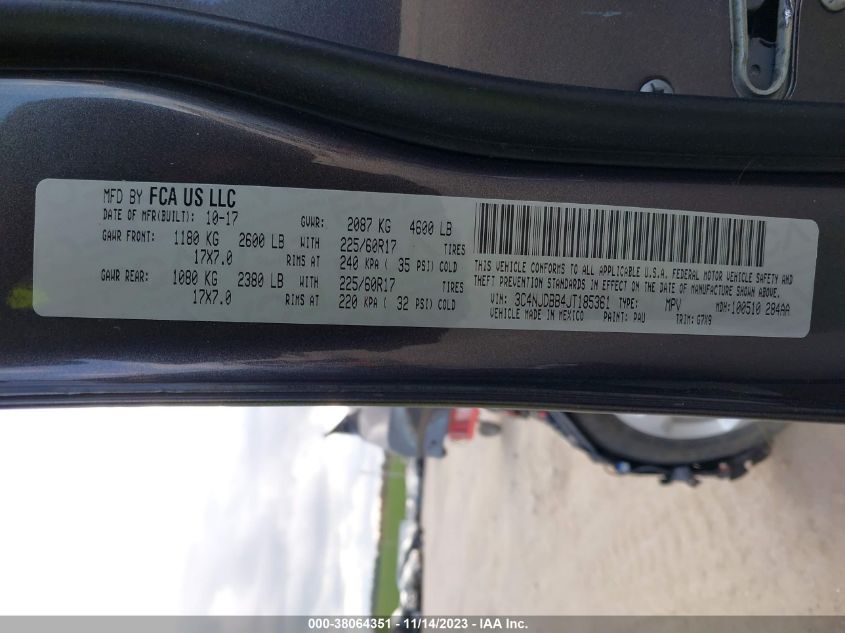 MFD BY FCA US LLC
DATE OF MFR(BUILT): 10-17 GVWR: 2087 KG 4600 LB
GAWR FRONT: 1180 KG 2600 LB WITH 225/60R17 TIRES
17X7.0 RIMS AT 240 KPA ( 35 PSI) COLD
GAWR REAR: 1080 KG 2380 LB WITH 225/60R17 TIRES
17X7.0 RIMS AT 220 KPA ( 32 PSI) COLD
THIS VEHICLE CONFORMS TO ALL APPLICABLE U.S.A. FEDERAL MOTOR VEHICLE SAFETY AND
THEFT PREVENTION STANDARDS IN EFFECT ON THE DATE OF MANUFACTURE SHOWN ABOVE.
VIN: 3C4NJDBB4JT185361 TYPE: MPV MDH:100510 284AA
VEHICLE MADE IN MEXICO PAINT: PAU TRIM: G7X9
000-38064351 - 11/14/2023 - IAA Inc.